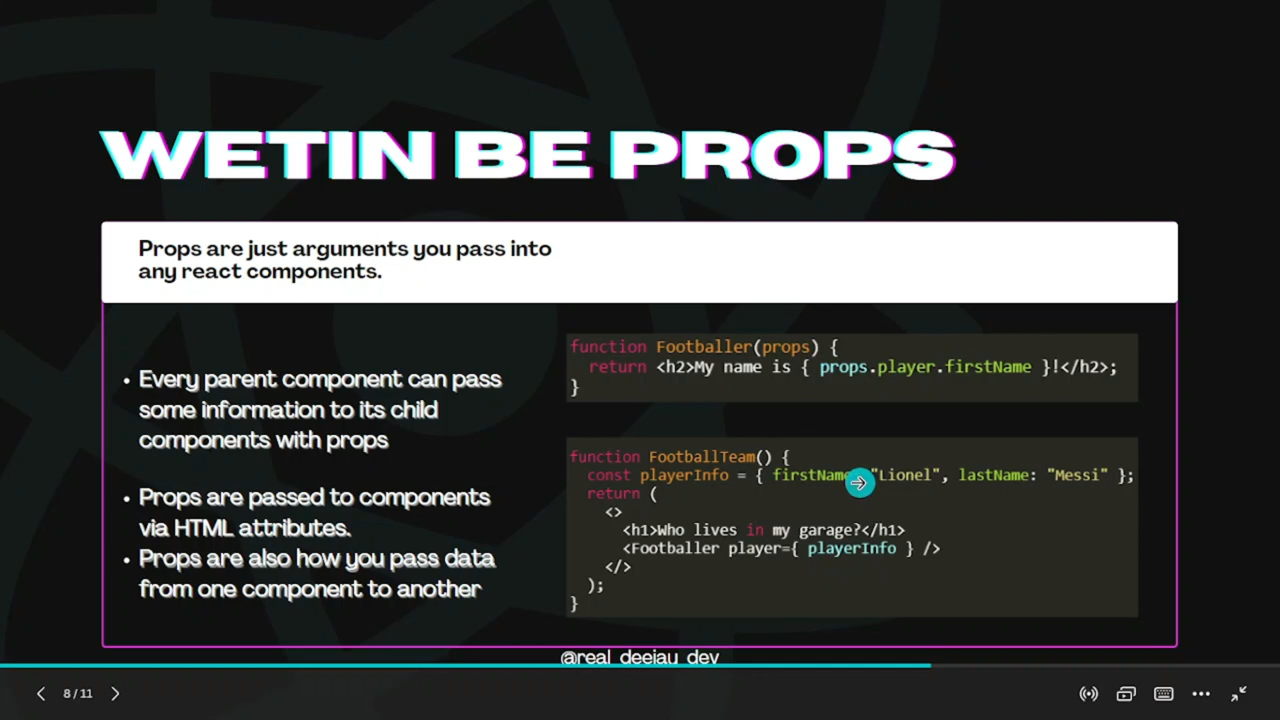 WETIN BE PROPS
Props are just arguments you pass into
any react components.
• Every parent component can pass
some information to its child
components with props
• Props are passed to components
via HTML attributes.
• Props are also how you pass data
from one component to another
function Footballer(props) {
return <h2>My name is { props.player.firstName }!</h2>;
}
function FootballTeam() {
const playerInfo = { firstName "Lionel", lastName: "Messi" };
return (
<>
<h1>Who lives in my garage?</h1>
<Footballer player={ playerInfo } />
</>
);
}
@real_deejay_dev
8 / 11